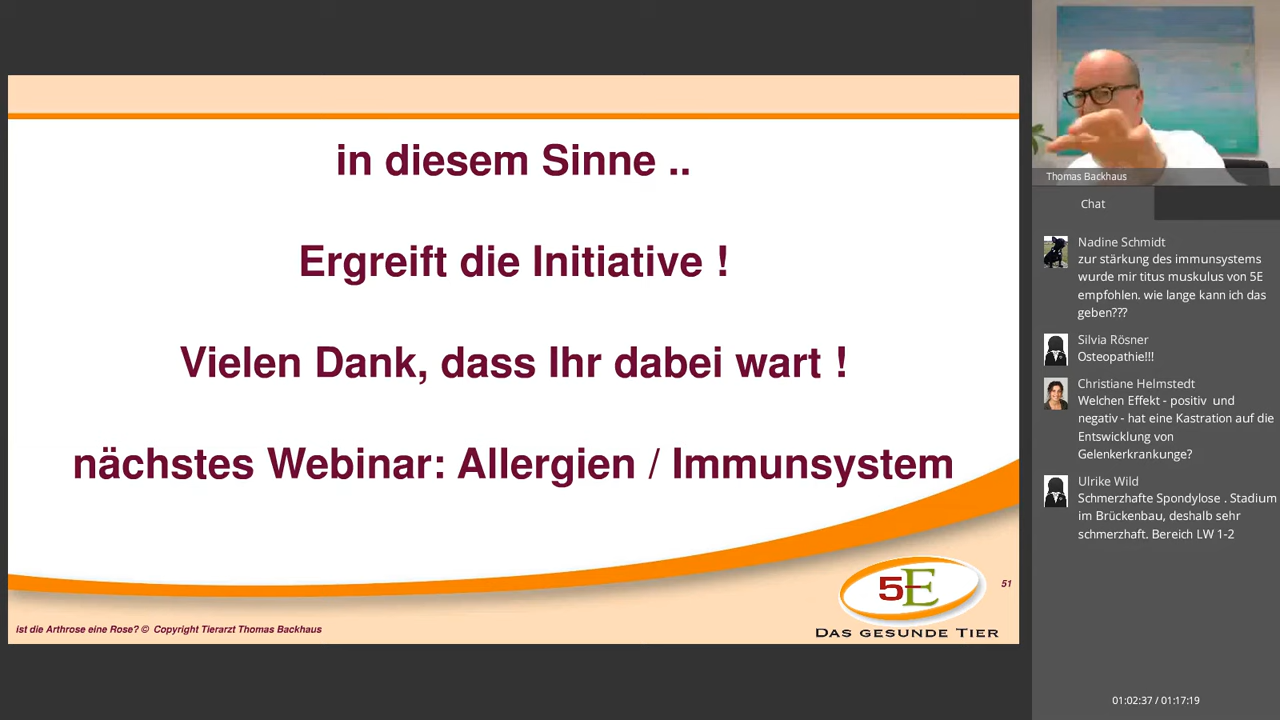 in diesem Sinne ..
Ergreift die Initiative !
Vielen Dank, dass Ihr dabei wart !
nächstes Webinar: Allergien / Immunsystem
5E
DAS GESUNDE TIER
51
ist die Arthrose eine Rose? © Copyright Tierarzt Thomas Backhaus
Thomas Backhaus
Chat
Nadine Schmidt
zur stärkung des immunsystems
wurde mir titus muskulus von 5E
empfohlen. wie lange kann ich das
geben???
Silvia Rösner
Osteopathie!!!
Christiane Helmstedt
Welchen Effekt - positiv und
negativ - hat eine Kastration auf die
Entswicklung von
Gelenkerkrankunge?
Ulrike Wild
Schmerzhafte Spondylose . Stadium
im Brückenbau, deshalb sehr
schmerzhaft. Bereich LW 1-2
01:02:37 / 01:17:19